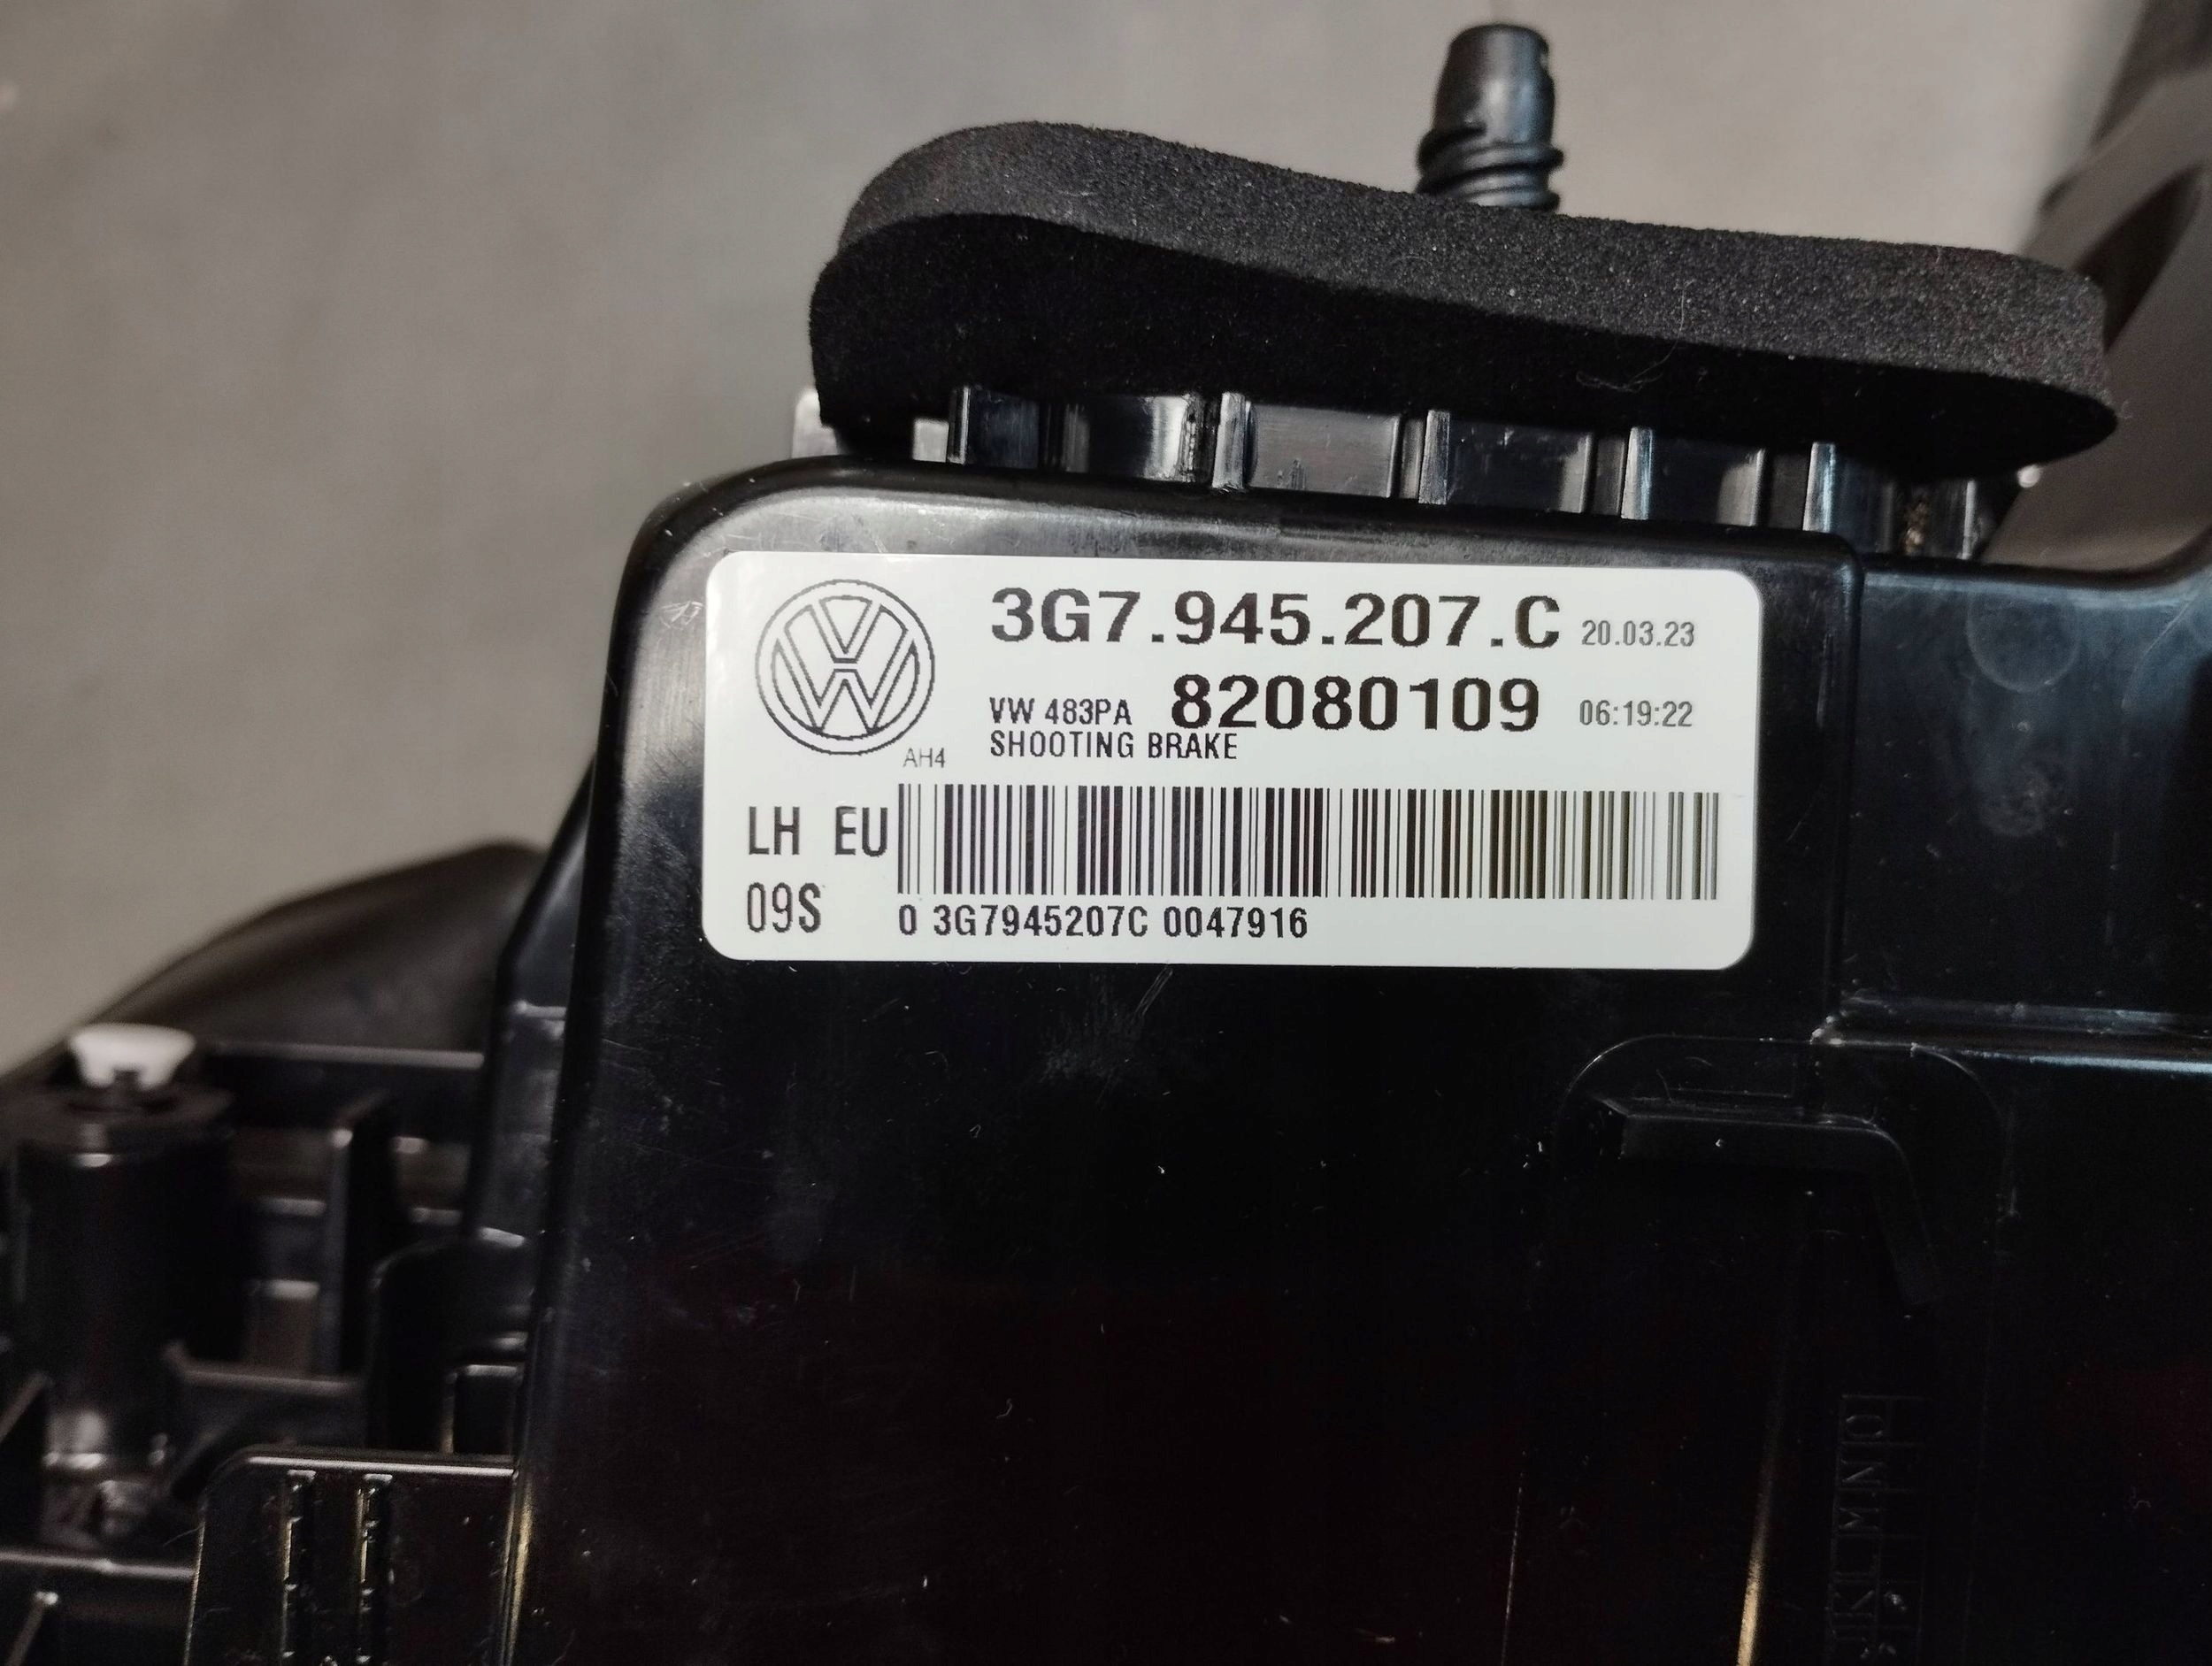 3G7.945.207.C 20.03.23
VW 483PA 82080109 06:19:22
SHOOTING BRAKE
AH4
LH EU
09S
0 3G7945207C 0047916
JKLMNO